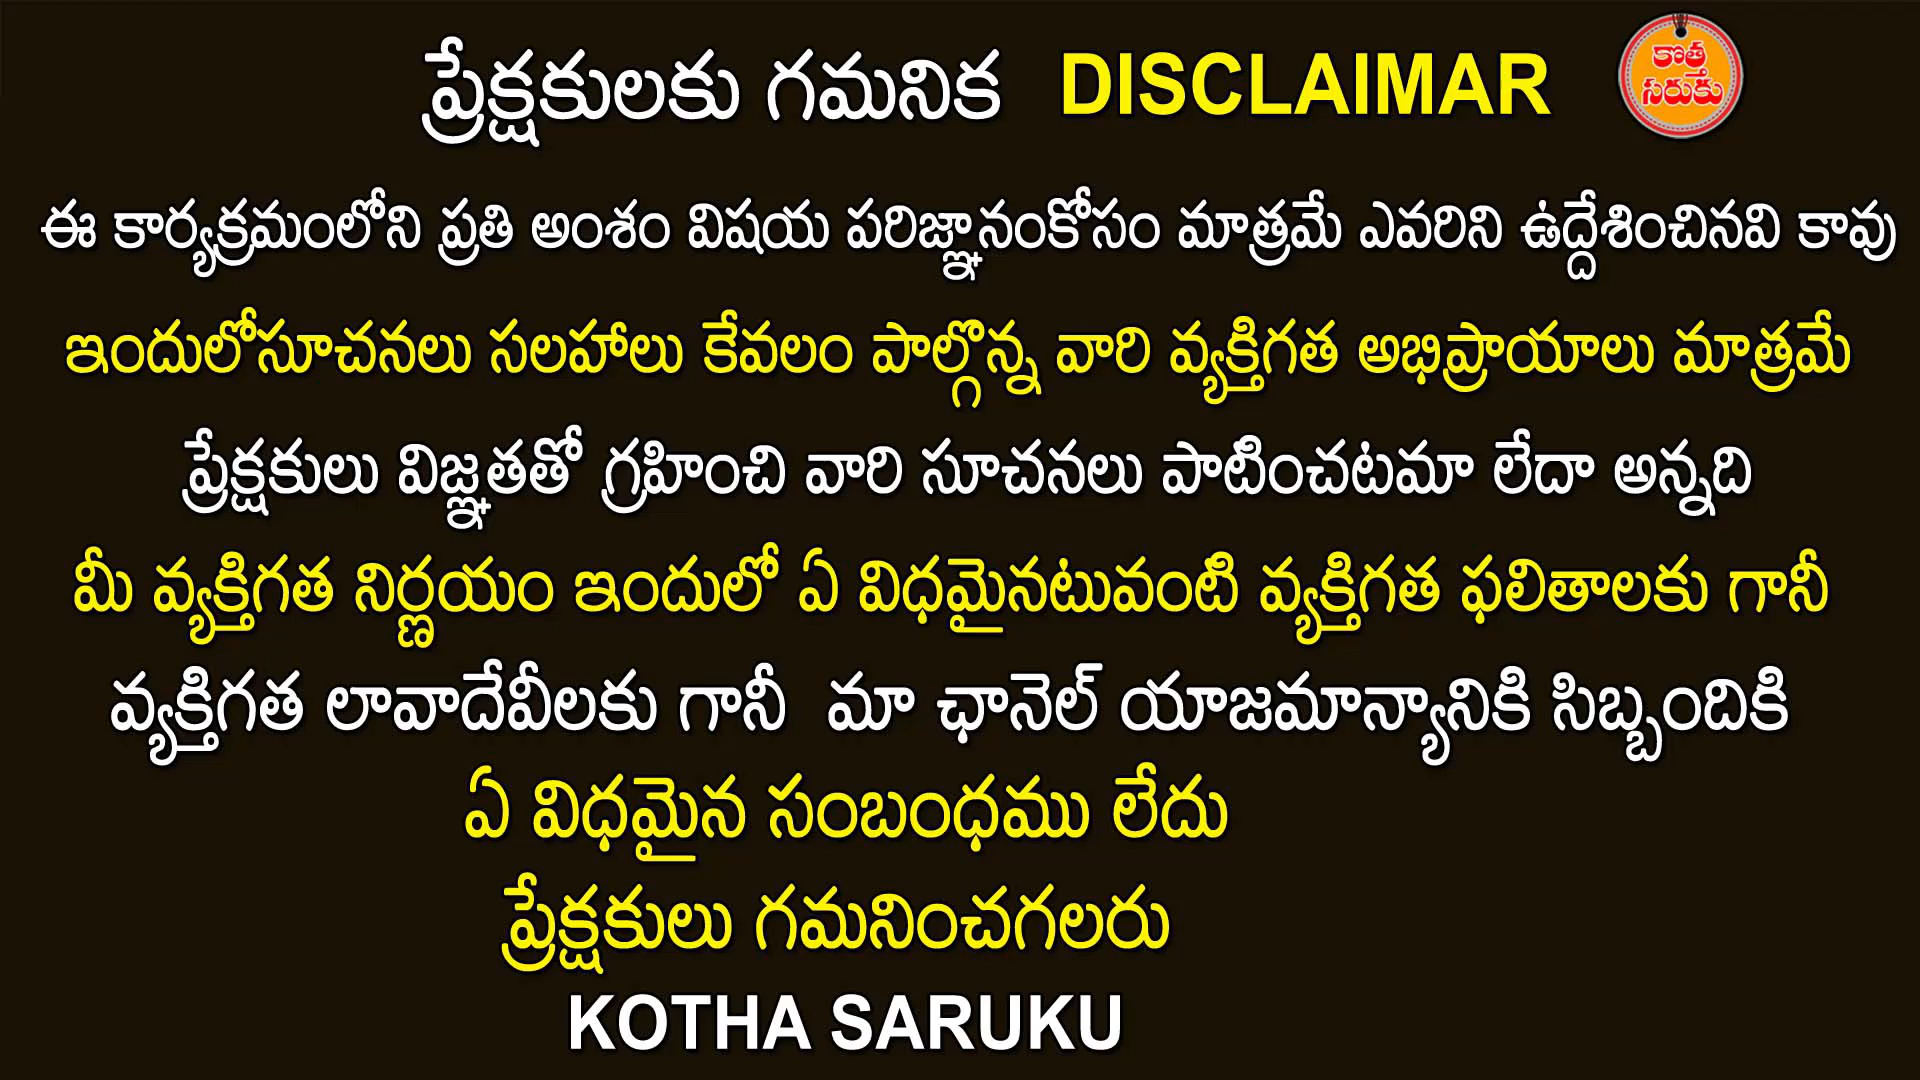 ప్రేక్షకులకు గమనిక DISCLAIMAR
కొత్త
సరుకు
ఈ కార్యక్రమంలోని ప్రతి అంశం విషయ పరిజ్ఞానంకోసం మాత్రమే ఎవరిని ఉద్దేశించినవి కావు
ఇందులోసూచనలు సలహాలు కేవలం పాల్గొన్న వారి వ్యక్తిగత అభిప్రాయాలు మాత్రమే
ప్రేక్షకులు విజ్ఞతతో గ్రహించి వారి సూచనలు పాటించటమా లేదా అన్నది
మీ వ్యక్తిగత నిర్ణయం ఇందులో ఏ విధమైనటువంటి వ్యక్తిగత ఫలితాలకు గానీ
వ్యక్తిగత లావాదేవీలకు గానీ మా ఛానెల్ యాజమాన్యానికి సిబ్బందికి
ఏ విధమైన సంబంధము లేదు
ప్రేక్షకులు గమనించగలరు
KOTHA SARUKU